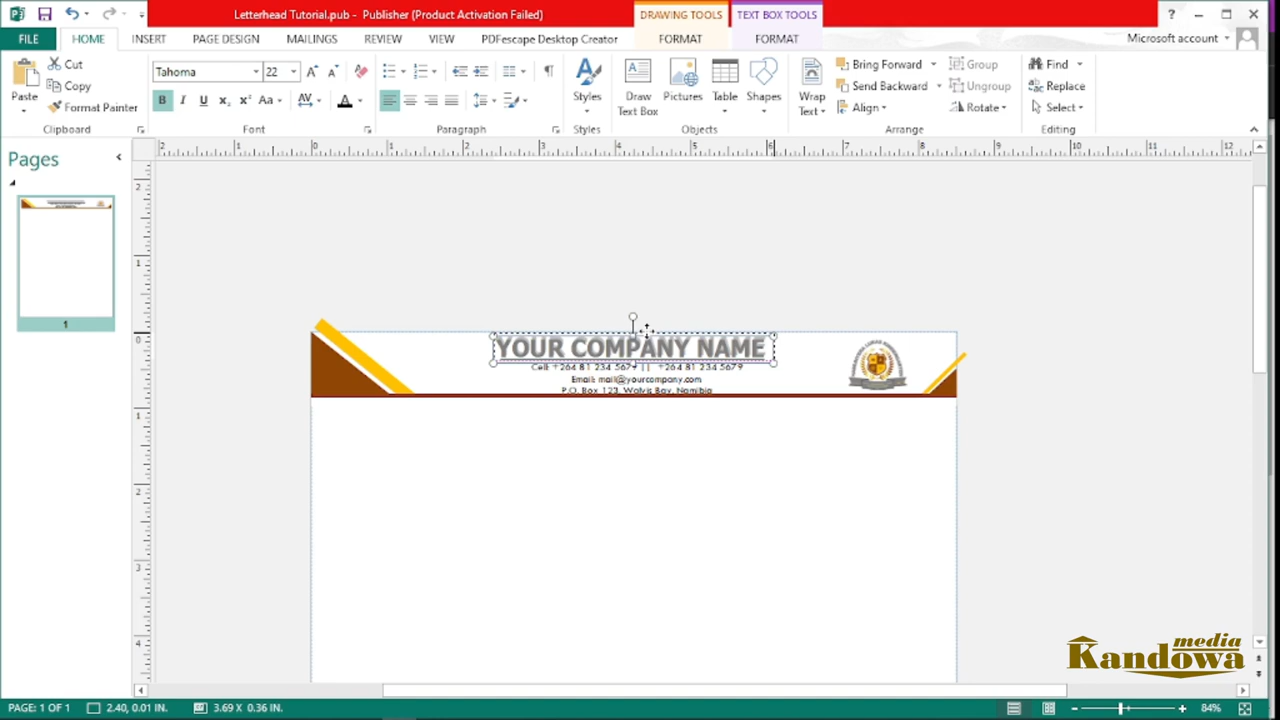 Letterhead Tutorial.pub - Publisher (Product Activation Failed)
DRAWING TOOLS
TEXT BOX TOOLS
FILE
HOME
INSERT
PAGE DESIGN
MAILINGS
REVIEW
VIEW
PDFescape Desktop Creator
FORMAT
FORMAT
Microsoft account
Paste
Cut
Copy
Format Painter
Clipboard
Tahoma
22
Font
Paragraph
Styles
Styles
Draw
Text Box
Pictures
Table
Shapes
Objects
Wrap
Text
Bring Forward
Send Backward
Align
Group
Ungroup
Rotate
Arrange
Find
Replace
Select
Editing
Pages
1
YOUR COMPANY NAME
Cell: +264 81 234 5679 || +264 81 234 5679
Email: mail@yourcompany.com
P.O. Box 123, Walvis Bay, Namibia
media
Kandowa
PAGE: 1 OF 1
2.40, 0.01 IN.
3.69 X 0.36 IN.
84%